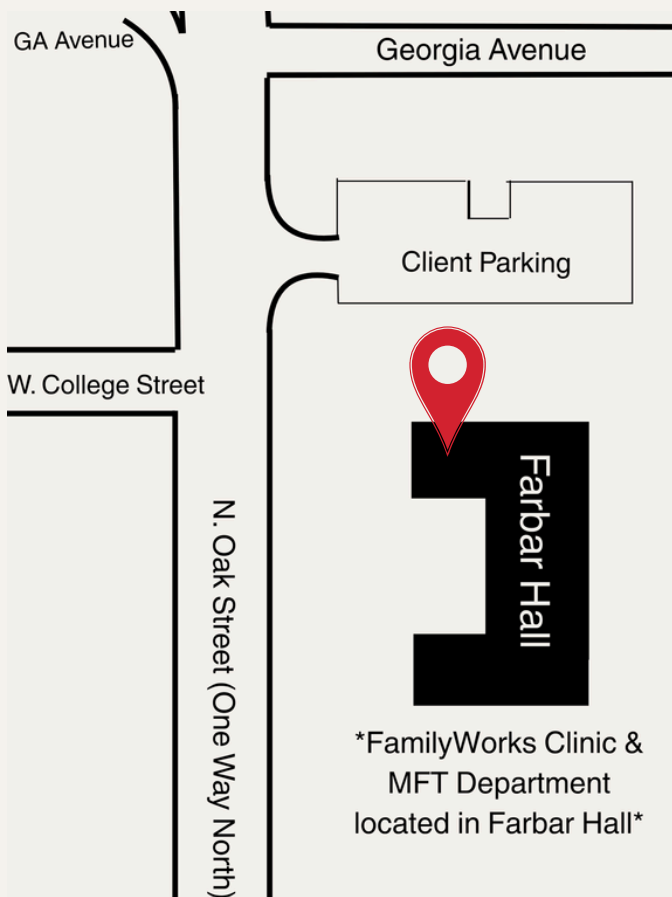 GA Avenue
Georgia Avenue
Client Parking
W. College Street
N. Oak Street (One Way North)
Farbar Hall
*FamilyWorks Clinic &
MFT Department
located in Farbar Hall*